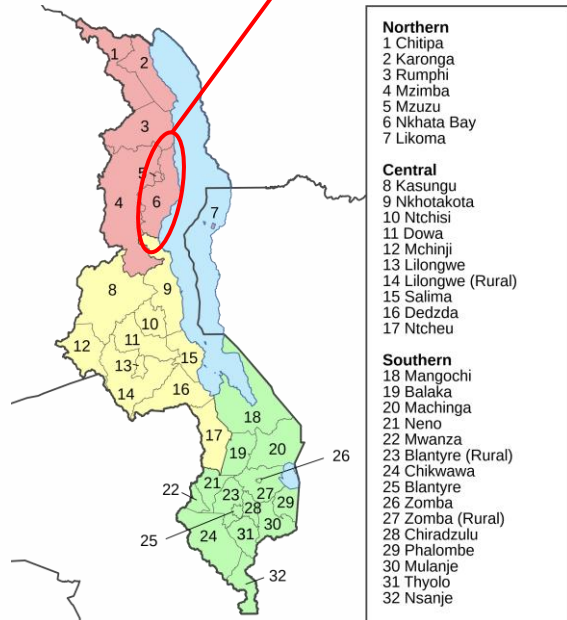 1
2
3
5
4
6
7
8
9
10
11
12
13
15
14
16
17
18
19
20
26
21
22
23
27
29
28
25
30
24
31
32
Northern
1 Chitipa
2 Karonga
3 Rumphi
4 Mzimba
5 Mzuzu
6 Nkhata Bay
7 Likoma
Central
8 Kasungu
9 Nkhotakota
10 Ntchisi
11 Dowa
12 Mchinji
13 Lilongwe
14 Lilongwe (Rural)
15 Salima
16 Dedzda
17 Ntcheu
Southern
18 Mangochi
19 Balaka
20 Machinga
21 Neno
22 Mwanza
23 Blantyre (Rural)
24 Chikwawa
25 Blantyre
26 Zomba
27 Zomba (Rural)
28 Chiradzulu
29 Phalombe
30 Mulanje
31 Thyolo
32 Nsanje